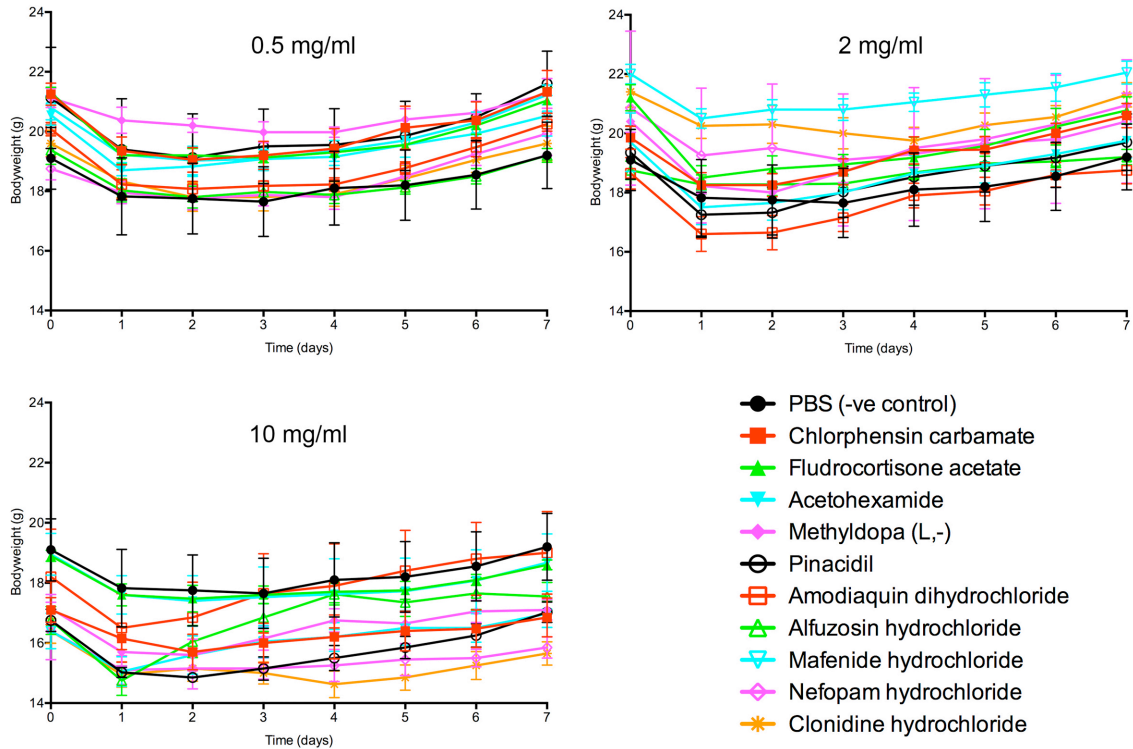 0.5 mg/ml
24
22
20
18
16
14
Bodyweight (g)
0 1 2 3 4 5 6 7
Time (days)
2 mg/ml
24
22
20
18
16
14
Bodyweight (g)
0 1 2 3 4 5 6 7
Time (days)
10 mg/ml
24
22
20
18
16
14
Bodyweight (g)
0 1 2 3 4 5 6 7
Time (days)
PBS (-ve control)
Chlorphensin carbamate
Fludrocortisone acetate
Acetohexamide
Methyldopa (L,-)
Pinacidil
Amodiaquin dihydrochloride
Alfuzosin hydrochloride
Mafenide hydrochloride
Nefopam hydrochloride
Clonidine hydrochloride